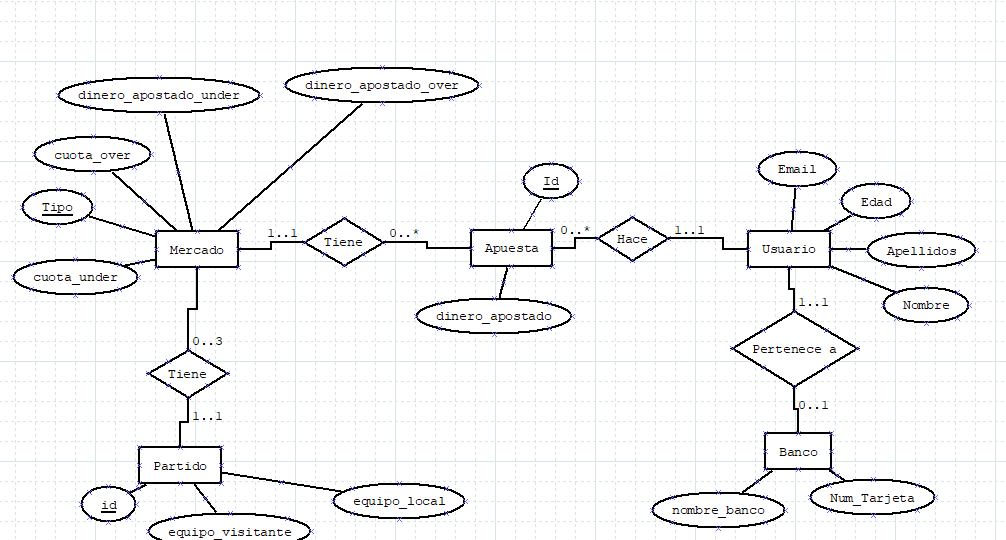 dinero_apostado_over
dinero_apostado_under
cuota_over
Tipo
cuota_under
Mercado
1..1
Tiene
0..*
Id
Apuesta
dinero_apostado
0..*
Hace
1..1
Email
Edad
Usuario
Apellidos
Nombre
1..1
Pertenece a
0..1
Banco
nombre_banco
Num_Tarjeta
0..3
Tiene
1..1
Partido
id
equipo_local
equipo_visitante